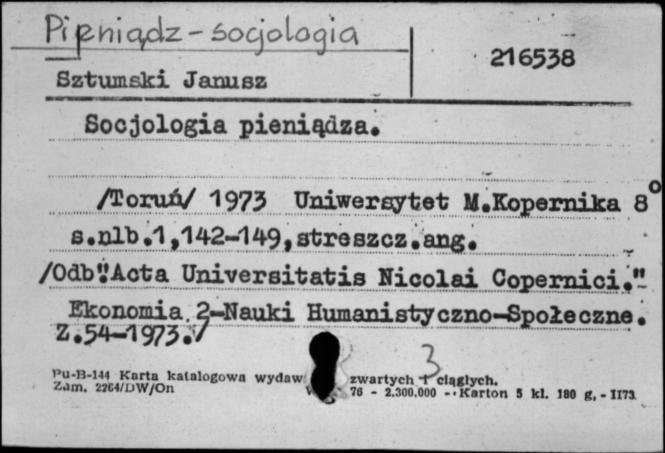 Pieniądz - socjologia
216538
Sztumski Janusz
Socjologia pieniądza.
/Toruń/ 1973 Uniwersytet M.Kopernika 8°
s.nlb.1,142-149,streszcz.ang.
/Odb"Acta Universitatis Nicolai Copernici."
Ekonomia 2-Nauki Humanistyczno-Społeczne.
Z.54-1973./
3
Pu-B-144 Karta katalogowa wydaw zwartych i ciągłych.
Zam. 2264/DW/On 76 - 2.300.000 - Karton 5 kl. 180 g, - II73